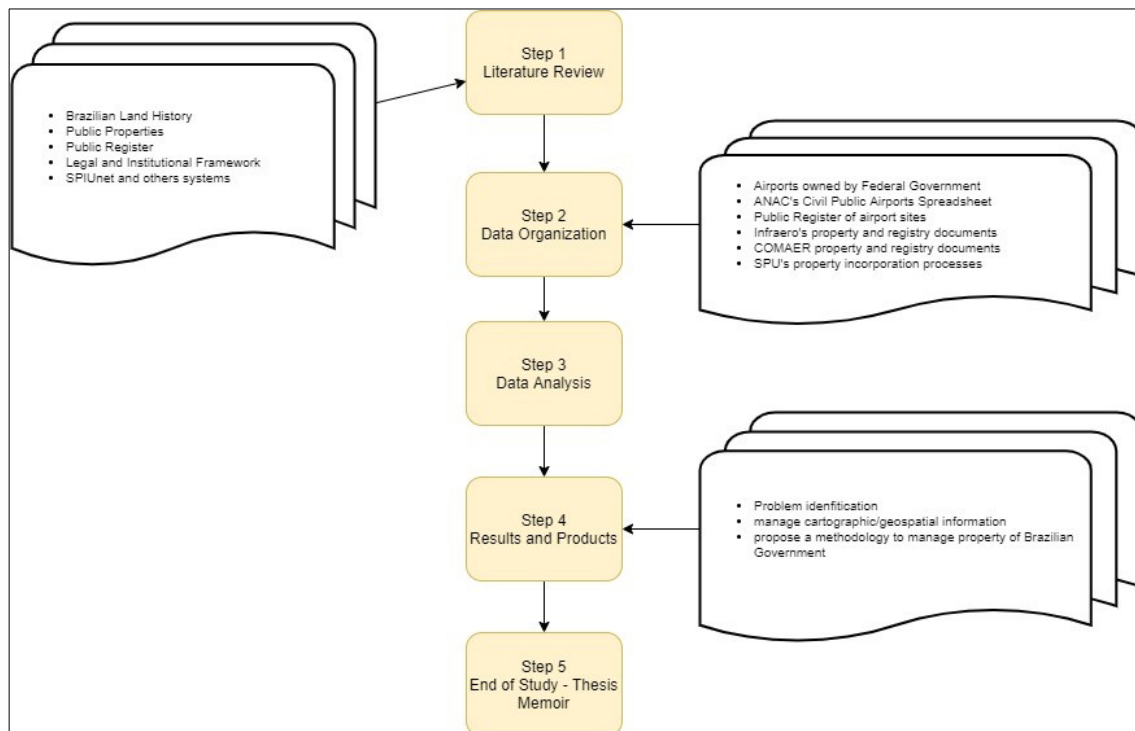 Step 1
Literature Review
Brazilian Land History
Public Properties
Public Register
Legal and Institutional Framework
SPIUnet and others systems
Step 2
Data Organization
Airports owned by Federal Government
ANAC's Civil Public Airports Spreadsheet
Public Register of airport sites
Infraero's property and registry documents
COMAER property and registry documents
SPU's property incorporation processes
Step 3
Data Analysis
Step 4
Results and Products
Problem idenfitication
manage cartographic/geospatial information
propose a methodology to manage property of Brazilian
Government
Step 5
End of Study - Thesis
Memoir